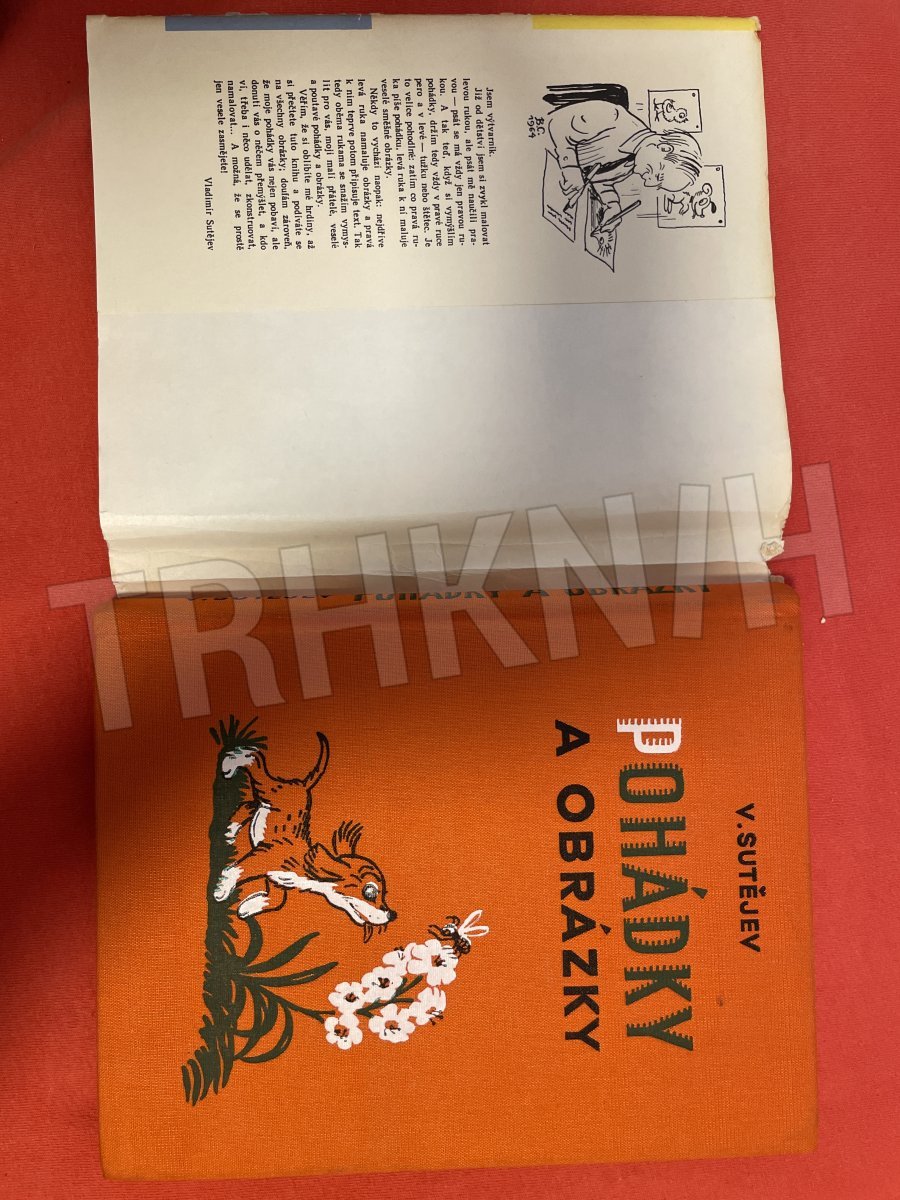 B.C.
1964
Jsem výtvarník.
Již od dětství jsem si zvykl malovat
levou rukou, ale psát mě naučili pra-
vou — psát se má vždy jen pravou ru-
kou. A tak teď, když si vymýšlím
pohádky, držím tedy vždy v pravé ruce
pero a v levé — tužku nebo štětec. Je
to velice pohodlné: zatím co pravá ru-
ka píše pohádku, levá ruka k ní maluje
veselé směšné obrázky.
Někdy to vychází naopak: nejdříve
levá ruka namaluje obrázky a pravá
k nim teprve potom připisuje text. Tak
tedy oběma rukama se snažím vymys-
lit pro vás, moji malí přátelé, veselé
a poutavé pohádky a obrázky.
Věřím, že si oblíbíte mé hrdiny, až
si přečtete tuto knihu a podíváte se
na všechny obrázky; doufám zároveň,
že moje pohádky vás nejen pobaví, ale
donutí vás o něčem přemýšlet, a kdo
ví, třeba i něco udělat, zkonstruovat,
namalovat... A možná, že se prostě
jen vesele zasmějete!
Vladimír Sutějev
TRHKNIH
V. SUTĚJEV POHÁDKY A OBRÁZKY
V. SUTĚJEV
POHÁDKY
A OBRÁZKY